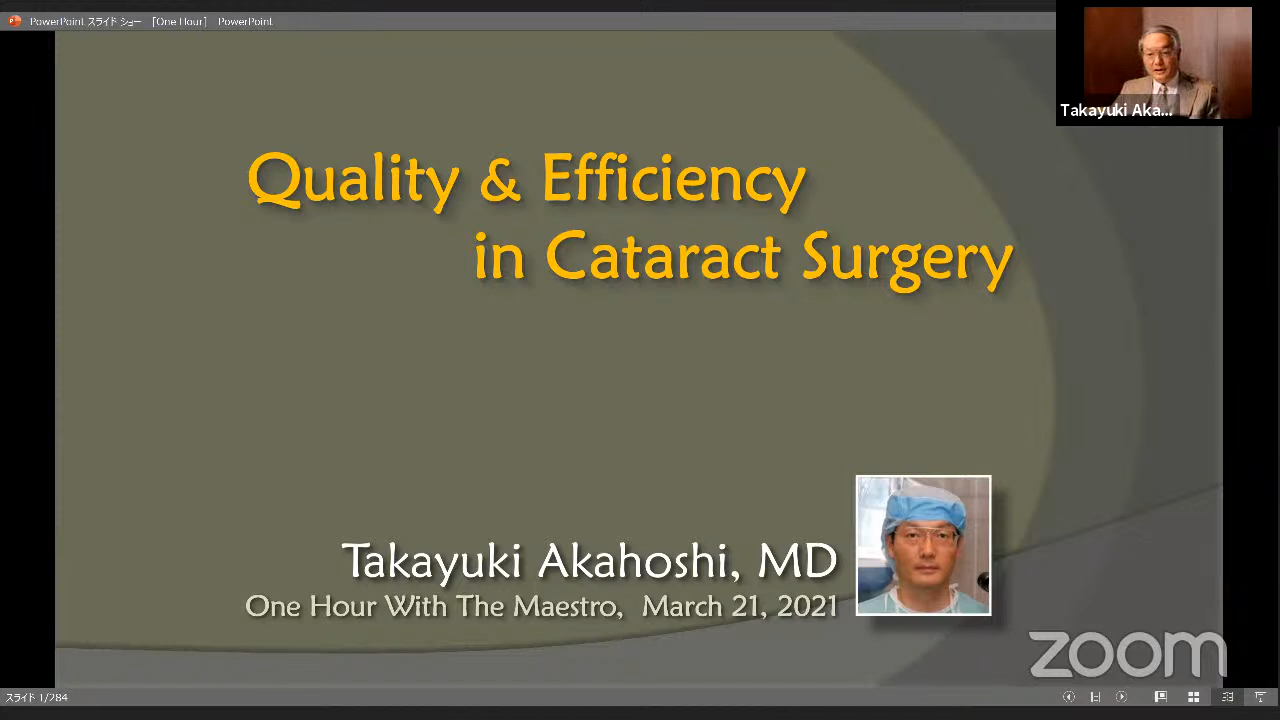 PowerPoint スライド ショー [One Hour] PowerPoint
Takayuki Aka...
Quality & Efficiency
in Cataract Surgery
Takayuki Akahoshi, MD
One Hour With The Maestro, March 21, 2021
zoom
スライド 1/284